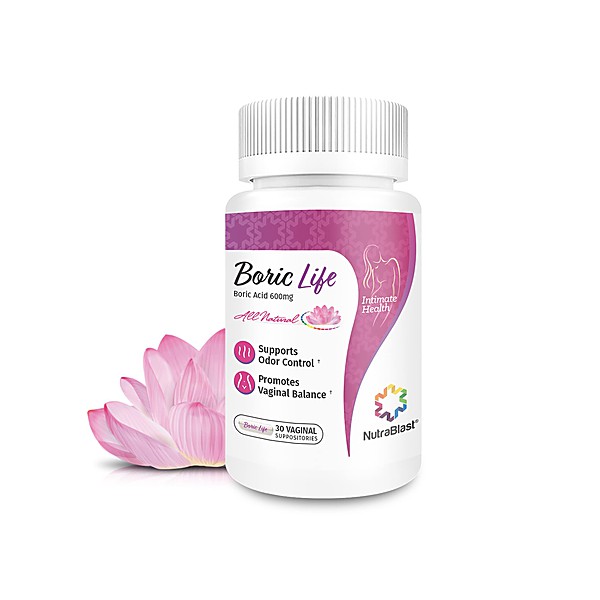 Boric Life
Boric Acid 600mg
All Natural
Intimate
Health
Supports
Odor Control †
Promotes
Vaginal Balance †
Boric Life
30 VAGINAL
SUPPOSITORIES
NutraBlast®